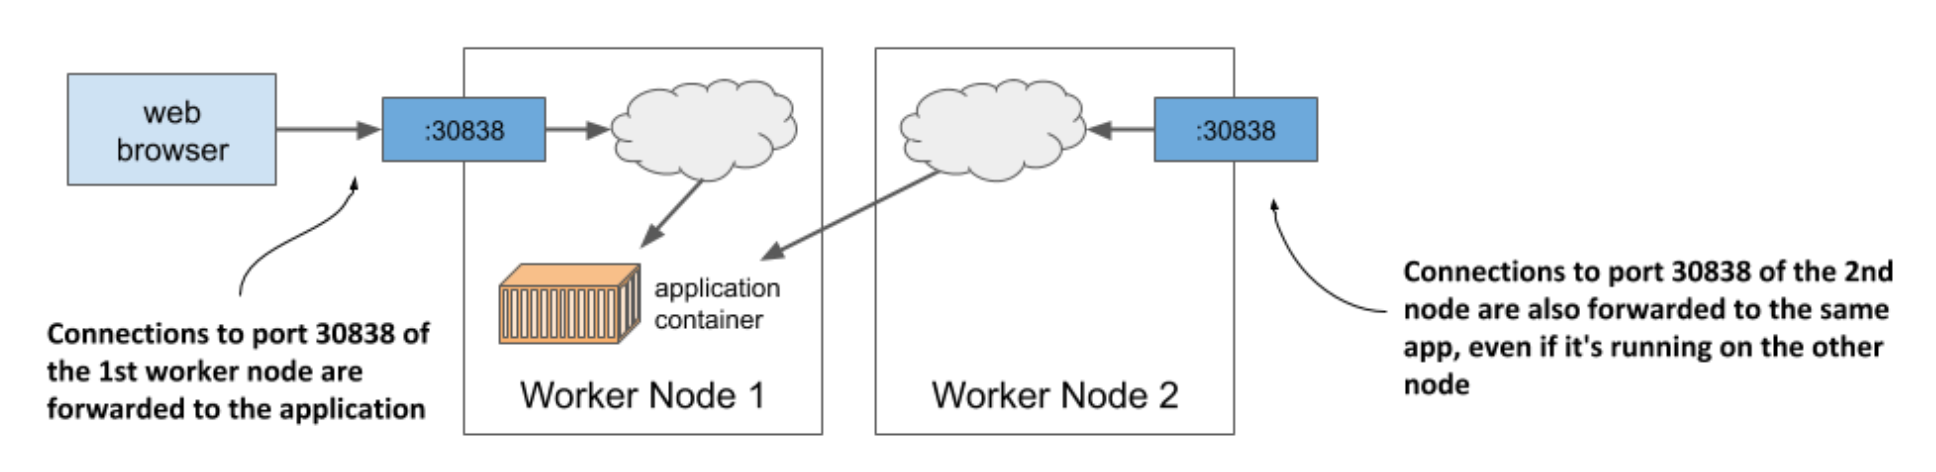 web
browser
:30838
:30838
application
container
Worker Node 1
Worker Node 2
Connections to port 30838 of
the 1st worker node are
forwarded to the application
Connections to port 30838 of the 2nd
node are also forwarded to the same
app, even if it's running on the other
node